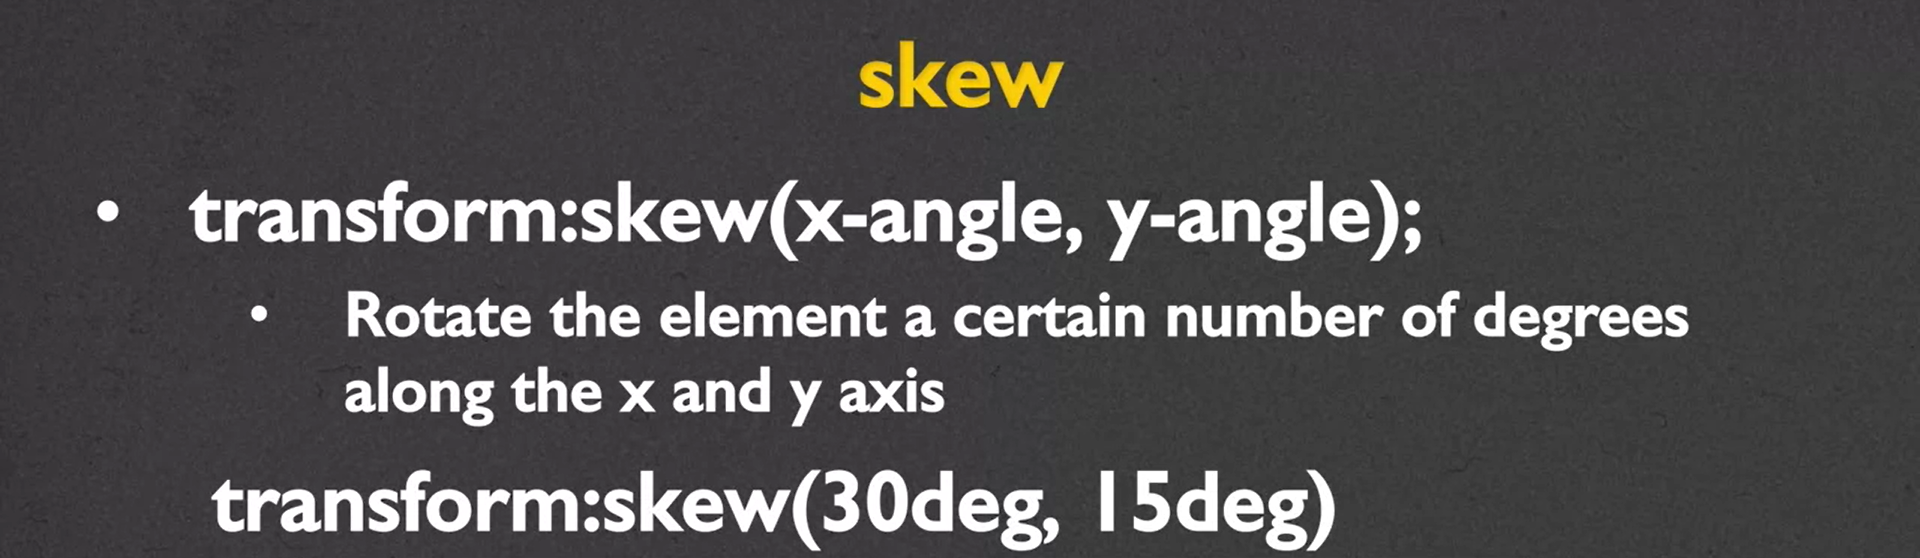 skew
• transform:skew(x-angle, y-angle);
• Rotate the element a certain number of degrees
along the x and y axis
transform:skew(30deg, 15deg)